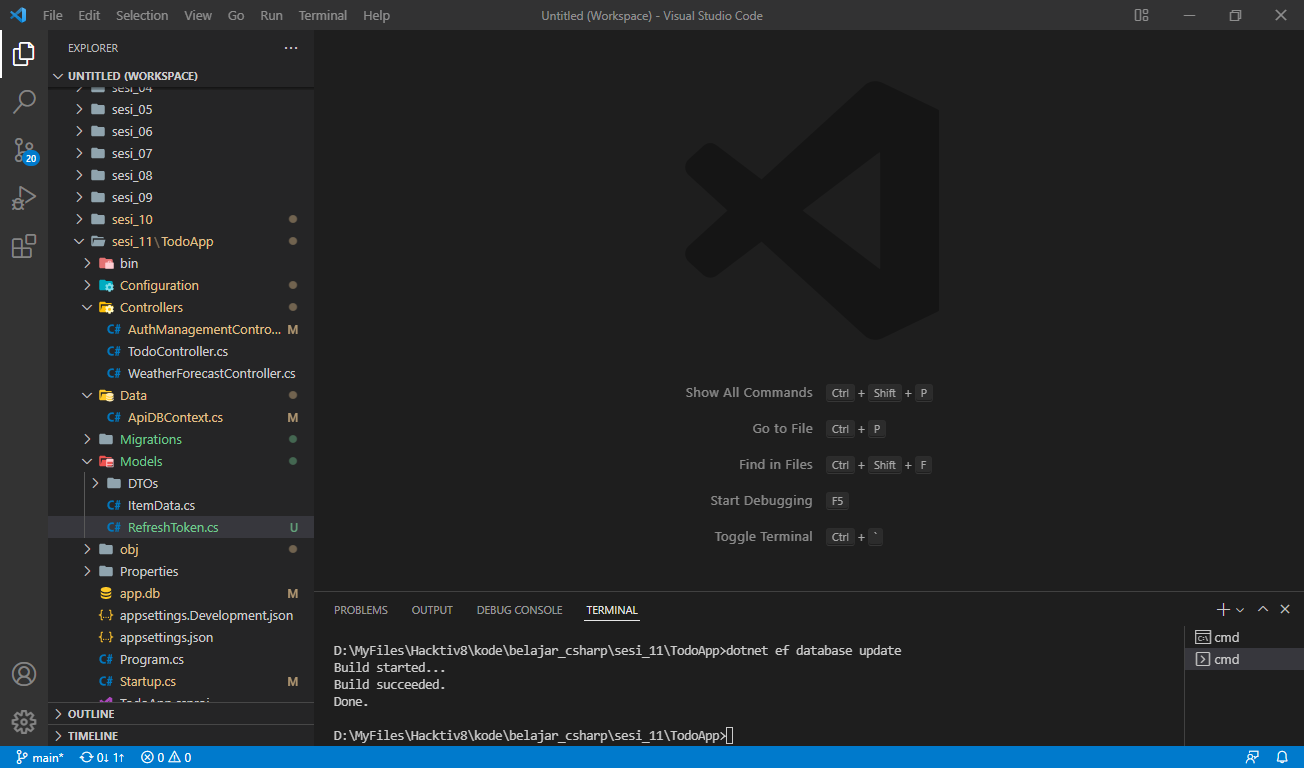 File Edit Selection View Go Run Terminal Help Untitled (Workspace) - Visual Studio Code
EXPLORER
UNTITLED (WORKSPACE)
sesi_04
sesi_05
sesi_06
sesi_07
sesi_08
sesi_09
sesi_10
sesi_11\TodoApp
bin
Configuration
Controllers
C# AuthManagementContro... M
C# TodoController.cs
C# WeatherForecastController.cs
Data
C# ApiDBContext.cs M
Migrations
Models
DTOs
C# ItemData.cs
C# RefreshToken.cs U
obj
Properties
app.db M
{..} appsettings.Development.json
{..} appsettings.json
C# Program.cs
C# Startup.cs M
TodoApp.csproj
OUTLINE
TIMELINE
20
Show All Commands Ctrl + Shift + P
Go to File Ctrl + P
Find in Files Ctrl + Shift + F
Start Debugging F5
Toggle Terminal Ctrl + `
PROBLEMS OUTPUT DEBUG CONSOLE TERMINAL
D:\MyFiles\Hacktiv8\kode\belajar_csharp\sesi_11\TodoApp>dotnet ef database update
Build started...
Build succeeded.
Done.
D:\MyFiles\Hacktiv8\kode\belajar_csharp\sesi_11\TodoApp>
cmd
cmd
main* 0↓ 1↑ 0 0